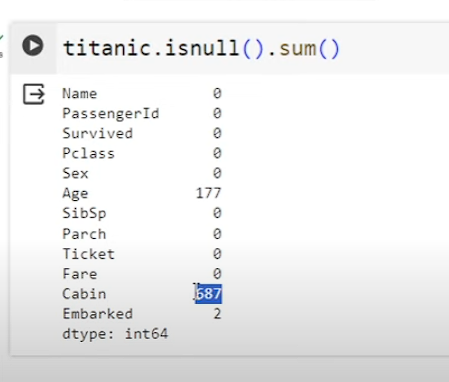 titanic.isnull().sum()
Name 0
PassengerId 0
Survived 0
Pclass 0
Sex 0
Age 177
SibSp 0
Parch 0
Ticket 0
Fare 0
Cabin 687
Embarked 2
dtype: int64